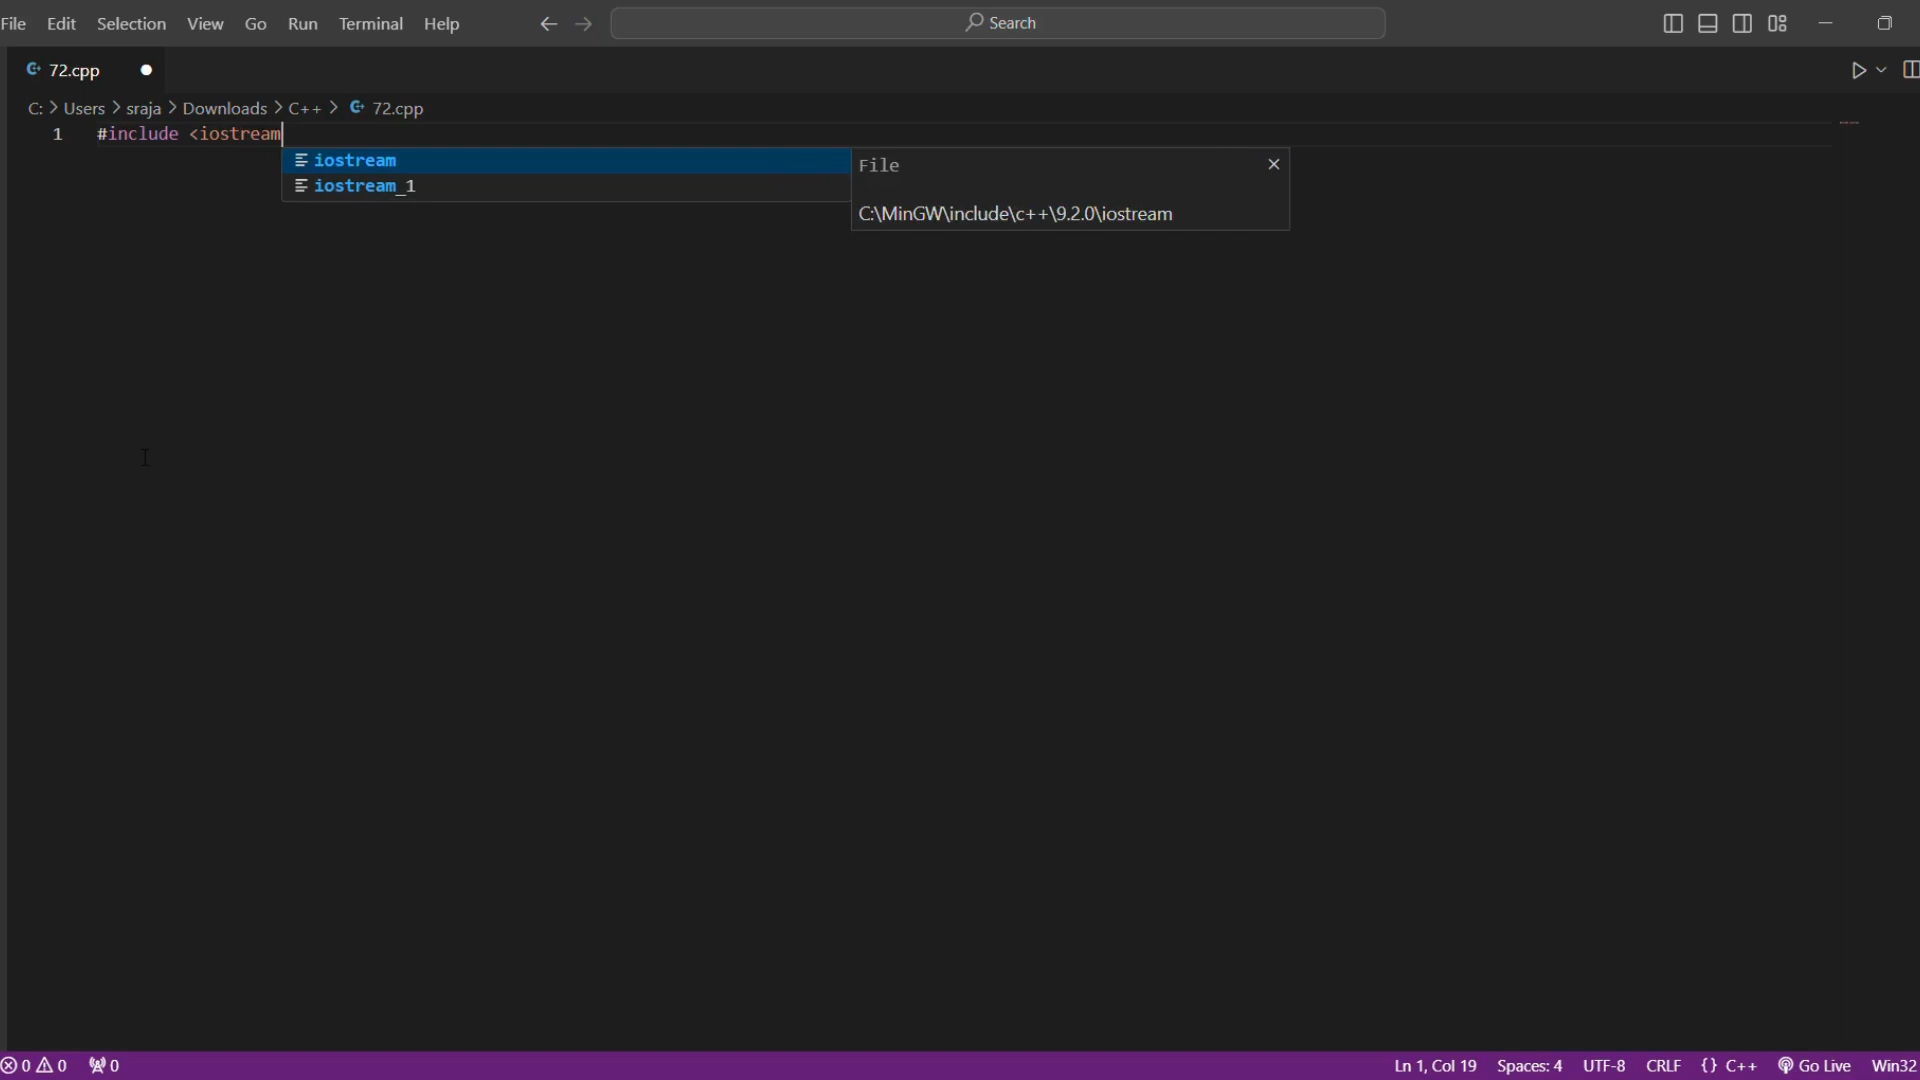 File Edit Selection View Go Run Terminal Help Search
72.cpp
C: > Users > sraja > Downloads > C++ > 72.cpp
1 #include <iostream
iostream File
iostream_1
C:\MinGW\include\c++\9.2.0\iostream
0 0 0 Ln 1, Col 19 Spaces: 4 UTF-8 CRLF {} C++ Go Live Win32